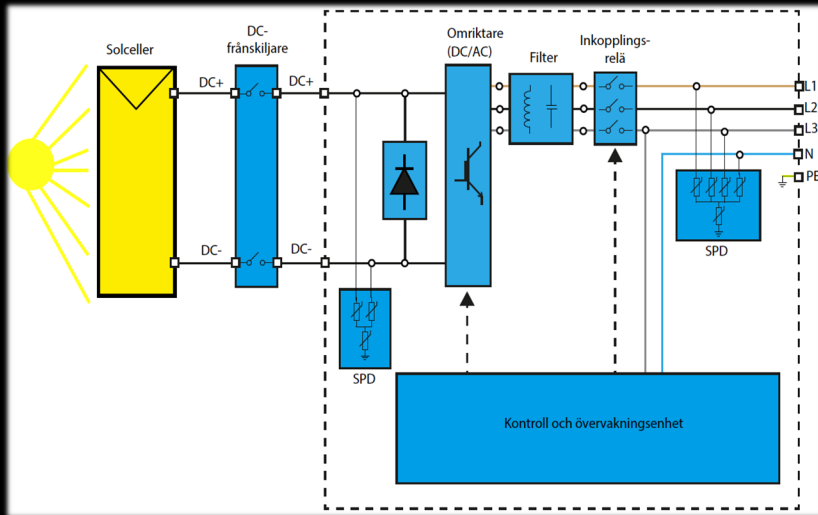 Solceller
DC-
frånskiljare
Omriktare
(DC/AC)
Filter
Inkopplings-
relä
DC+
DC+
L1
L2
L3
N
PE
DC-
DC-
SPD
SPD
Kontroll och övervakningsenhet